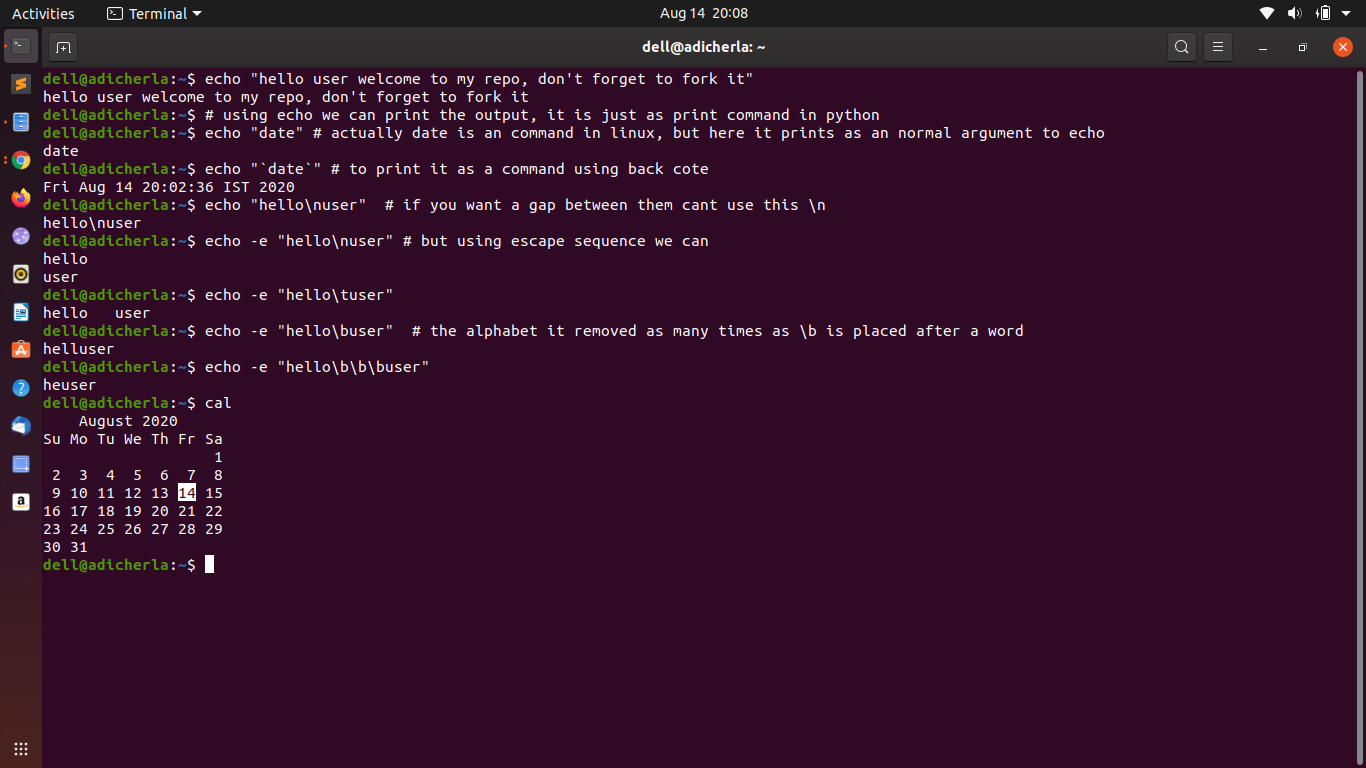 Activities Terminal Aug 14 20:08
dell@adicherla: ~
dell@adicherla:~$ echo "hello user welcome to my repo, don't forget to fork it"
hello user welcome to my repo, don't forget to fork it
dell@adicherla:~$ # using echo we can print the output, it is just as print command in python
dell@adicherla:~$ echo "date" # actually date is an command in linux, but here it prints as an normal argument to echo
date
dell@adicherla:~$ echo "`date`" # to print it as a command using back cote
Fri Aug 14 20:02:36 IST 2020
dell@adicherla:~$ echo "hello\nuser"  # if you want a gap between them cant use this \n
hello\nuser
dell@adicherla:~$ echo -e "hello\nuser" # but using escape sequence we can
hello
user
dell@adicherla:~$ echo -e "hello\tuser"
hello   user
dell@adicherla:~$ echo -e "hello\buser"  # the alphabet it removed as many times as \b is placed after a word
helluser
dell@adicherla:~$ echo -e "hello\b\b\buser"
heuser
dell@adicherla:~$ cal
    August 2020
Su Mo Tu We Th Fr Sa
                   1
 2  3  4  5  6  7  8
 9 10 11 12 13 14 15
16 17 18 19 20 21 22
23 24 25 26 27 28 29
30 31
dell@adicherla:~$